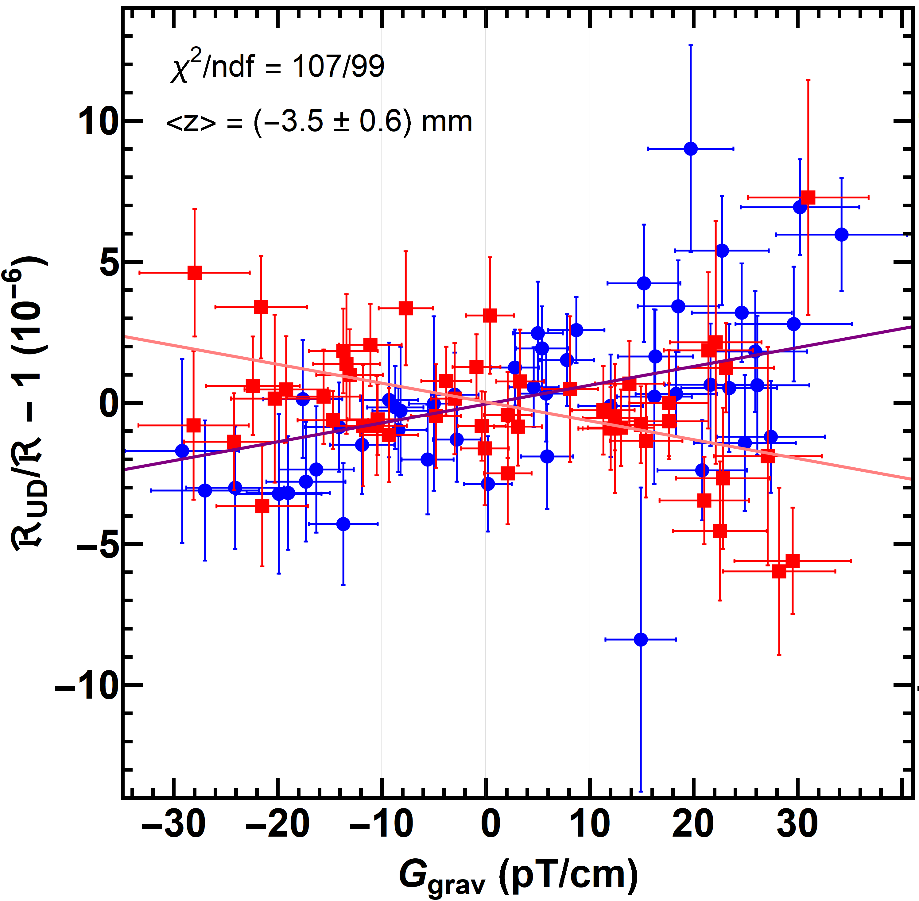 χ²/ndf = 107/99
<z> = (−3.5 ± 0.6) mm
10
5
0
−5
−10
ℛUD/ℛ − 1 (10⁻⁶)
−30 −20 −10 0 10 20 30
Ggrav (pT/cm)